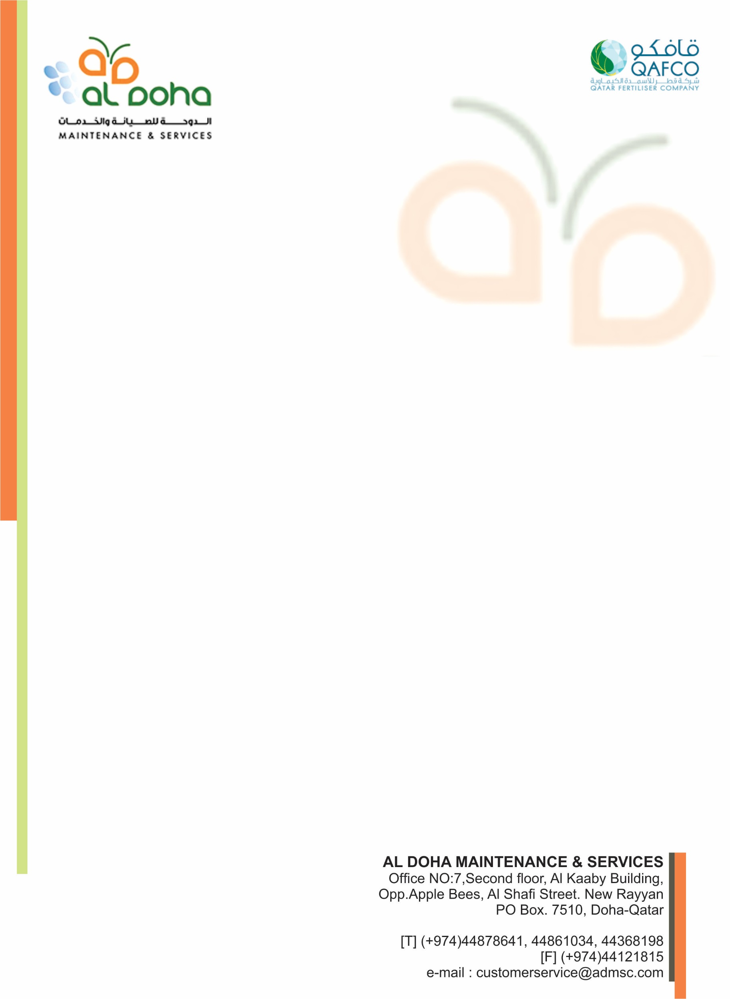 al Doha
الدوحة للصيانة والخدمات
MAINTENANCE & SERVICES
قافكو
QAFCO
شركة قطر للأسمدة الكيماوية
QATAR FERTILISER COMPANY
AL DOHA MAINTENANCE & SERVICES
Office NO:7,Second floor, Al Kaaby Building,
Opp.Apple Bees, Al Shafi Street. New Rayyan
PO Box. 7510, Doha-Qatar
[T] (+974)44878641, 44861034, 44368198
[F] (+974)44121815
e-mail : customerservice@admsc.com